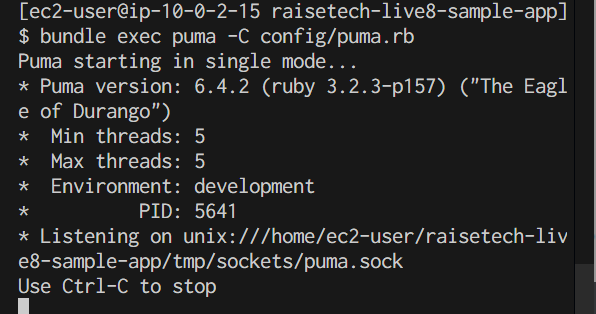 [ec2-user@ip-10-0-2-15 raisetech-live8-sample-app]
$ bundle exec puma -C config/puma.rb
Puma starting in single mode...
* Puma version: 6.4.2 (ruby 3.2.3-p157) ("The Eagl
e of Durango")
*  Min threads: 5
*  Max threads: 5
*  Environment: development
*          PID: 5641
* Listening on unix:///home/ec2-user/raisetech-liv
e8-sample-app/tmp/sockets/puma.sock
Use Ctrl-C to stop